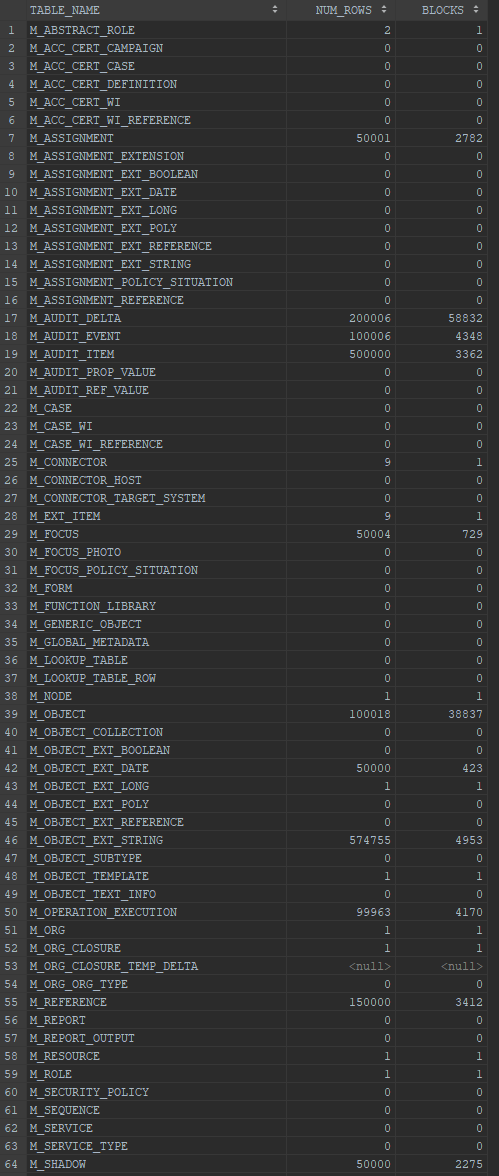 TABLE_NAME NUM_ROWS BLOCKS
1 M_ABSTRACT_ROLE 2 1
2 M_ACC_CERT_CAMPAIGN 0 0
3 M_ACC_CERT_CASE 0 0
4 M_ACC_CERT_DEFINITION 0 0
5 M_ACC_CERT_WI 0 0
6 M_ACC_CERT_WI_REFERENCE 0 0
7 M_ASSIGNMENT 50001 2782
8 M_ASSIGNMENT_EXTENSION 0 0
9 M_ASSIGNMENT_EXT_BOOLEAN 0 0
10 M_ASSIGNMENT_EXT_DATE 0 0
11 M_ASSIGNMENT_EXT_LONG 0 0
12 M_ASSIGNMENT_EXT_POLY 0 0
13 M_ASSIGNMENT_EXT_REFERENCE 0 0
14 M_ASSIGNMENT_EXT_STRING 0 0
15 M_ASSIGNMENT_POLICY_SITUATION 0 0
16 M_ASSIGNMENT_REFERENCE 0 0
17 M_AUDIT_DELTA 200006 58832
18 M_AUDIT_EVENT 100006 4348
19 M_AUDIT_ITEM 500000 3362
20 M_AUDIT_PROP_VALUE 0 0
21 M_AUDIT_REF_VALUE 0 0
22 M_CASE 0 0
23 M_CASE_WI 0 0
24 M_CASE_WI_REFERENCE 0 0
25 M_CONNECTOR 9 1
26 M_CONNECTOR_HOST 0 0
27 M_CONNECTOR_TARGET_SYSTEM 0 0
28 M_EXT_ITEM 9 1
29 M_FOCUS 50004 729
30 M_FOCUS_PHOTO 0 0
31 M_FOCUS_POLICY_SITUATION 0 0
32 M_FORM 0 0
33 M_FUNCTION_LIBRARY 0 0
34 M_GENERIC_OBJECT 0 0
35 M_GLOBAL_METADATA 0 0
36 M_LOOKUP_TABLE 0 0
37 M_LOOKUP_TABLE_ROW 0 0
38 M_NODE 1 1
39 M_OBJECT 100018 38837
40 M_OBJECT_COLLECTION 0 0
41 M_OBJECT_EXT_BOOLEAN 0 0
42 M_OBJECT_EXT_DATE 50000 423
43 M_OBJECT_EXT_LONG 1 1
44 M_OBJECT_EXT_POLY 0 0
45 M_OBJECT_EXT_REFERENCE 0 0
46 M_OBJECT_EXT_STRING 574755 4953
47 M_OBJECT_SUBTYPE 0 0
48 M_OBJECT_TEMPLATE 1 1
49 M_OBJECT_TEXT_INFO 0 0
50 M_OPERATION_EXECUTION 99963 4170
51 M_ORG 1 1
52 M_ORG_CLOSURE 1 1
53 M_ORG_CLOSURE_TEMP_DELTA <null> <null>
54 M_ORG_ORG_TYPE 0 0
55 M_REFERENCE 150000 3412
56 M_REPORT 0 0
57 M_REPORT_OUTPUT 0 0
58 M_RESOURCE 1 1
59 M_ROLE 1 1
60 M_SECURITY_POLICY 0 0
61 M_SEQUENCE 0 0
62 M_SERVICE 0 0
63 M_SERVICE_TYPE 0 0
64 M_SHADOW 50000 2275